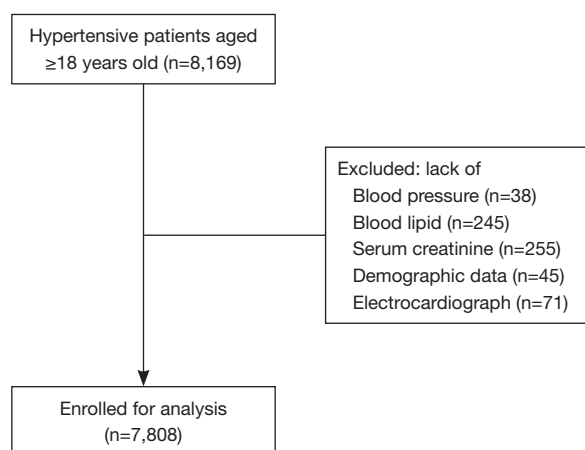 Hypertensive patients aged
≥18 years old (n=8,169)
Excluded: lack of
Blood pressure (n=38)
Blood lipid (n=245)
Serum creatinine (n=255)
Demographic data (n=45)
Electrocardiograph (n=71)
Enrolled for analysis
(n=7,808)